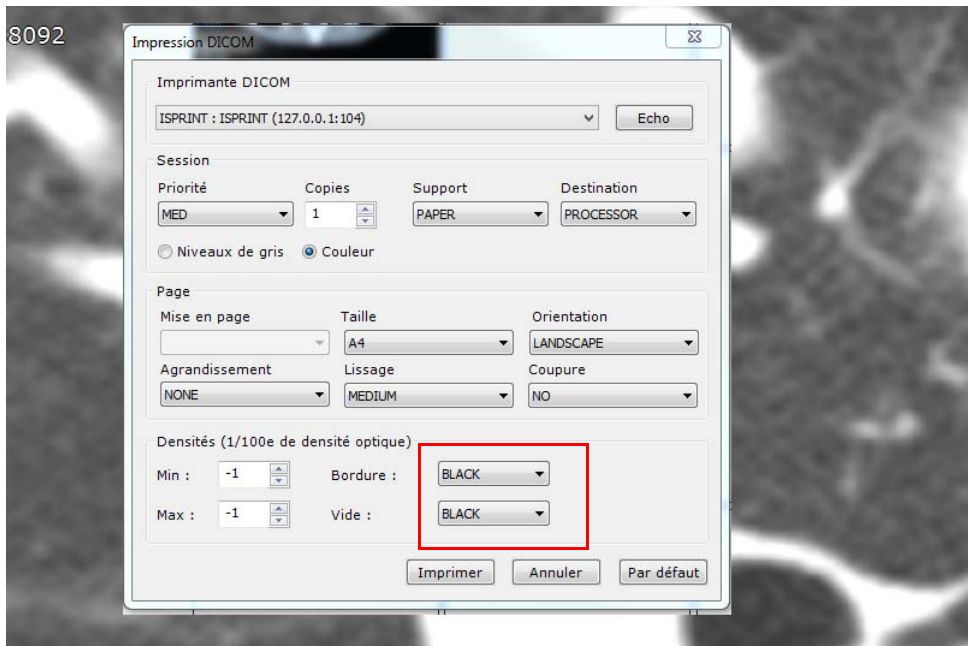 8092
Impression DICOM
Imprimante DICOM
ISPRINT : ISPRINT (127.0.0.1:104) Echo
Session
Priorité Copies Support Destination
MED 1 PAPER PROCESSOR
Niveaux de gris Couleur
Page
Mise en page Taille Orientation
A4 LANDSCAPE
Agrandissement Lissage Coupure
NONE MEDIUM NO
Densités (1/100e de densité optique)
Min : -1 Bordure : BLACK
Max : -1 Vide : BLACK
Imprimer Annuler Par défaut